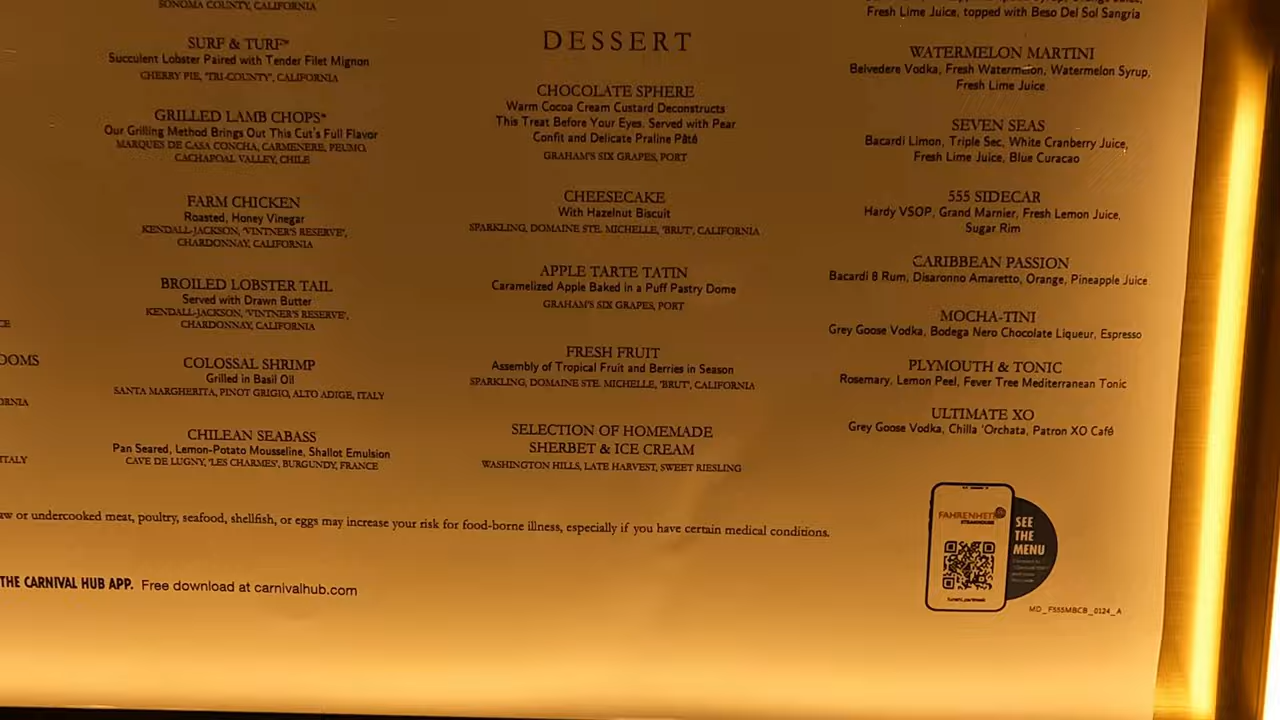 SONOMA COUNTY, CALIFORNIA
SURF & TURF*
Succulent Lobster Paired with Tender Filet Mignon
CHERRY PIE, 'TRI-COUNTY', CALIFORNIA
GRILLED LAMB CHOPS*
Our Grilling Method Brings Out This Cut's Full Flavor
MARQUES DE CASA CONCHA, CARMENERE, PEUMO,
CACHAPOAL VALLEY, CHILE
FARM CHICKEN
Roasted, Honey Vinegar
KENDALL-JACKSON, 'VINTNER'S RESERVE',
CHARDONNAY, CALIFORNIA
BROILED LOBSTER TAIL
Served with Drawn Butter
KENDALL-JACKSON, 'VINTNER'S RESERVE',
CHARDONNAY, CALIFORNIA
COLOSSAL SHRIMP
Grilled in Basil Oil
SANTA MARGHERITA, PINOT GRIGIO, ALTO ADIGE, ITALY
CHILEAN SEABASS
Pan Seared, Lemon-Potato Mousseline, Shallot Emulsion
CAVE DE LUGNY, 'LES CHARMES', BURGUNDY, FRANCE
DESSERT
CHOCOLATE SPHERE
Warm Cocoa Cream Custard Deconstructs
This Treat Before Your Eyes. Served with Pear
Confit and Delicate Praline Pâté
GRAHAM'S SIX GRAPES, PORT
CHEESECAKE
With Hazelnut Biscuit
SPARKLING, DOMAINE STE. MICHELLE, 'BRUT', CALIFORNIA
APPLE TARTE TATIN
Caramelized Apple Baked in a Puff Pastry Dome
GRAHAM'S SIX GRAPES, PORT
FRESH FRUIT
Assembly of Tropical Fruit and Berries in Season
SPARKLING, DOMAINE STE. MICHELLE, 'BRUT', CALIFORNIA
SELECTION OF HOMEMADE
SHERBET & ICE CREAM
WASHINGTON HILLS, LATE HARVEST, SWEET RIESLING
Fresh Lime Juice, topped with Beso Del Sol Sangria
WATERMELON MARTINI
Belvedere Vodka, Fresh Watermelon, Watermelon Syrup,
Fresh Lime Juice
SEVEN SEAS
Bacardi Limon, Triple Sec, White Cranberry Juice,
Fresh Lime Juice, Blue Curacao
555 SIDECAR
Hardy VSOP, Grand Marnier, Fresh Lemon Juice,
Sugar Rim
CARIBBEAN PASSION
Bacardi 8 Rum, Disaronno Amaretto, Orange, Pineapple Juice
MOCHA-TINI
Grey Goose Vodka, Bodega Nero Chocolate Liqueur, Espresso
PLYMOUTH & TONIC
Rosemary, Lemon Peel, Fever Tree Mediterranean Tonic
ULTIMATE XO
Grey Goose Vodka, Chilla 'Orchata, Patron XO Café
OOMS
ITALY
or undercooked meat, poultry, seafood, shellfish, or eggs may increase your risk for food-borne illness, especially if you have certain medical conditions.
THE CARNIVAL HUB APP. Free download at carnivalhub.com
FAHRENHEIT
STEAKHOUSE
SEE
THE
MENU
MD_F555MBCB_0124_A